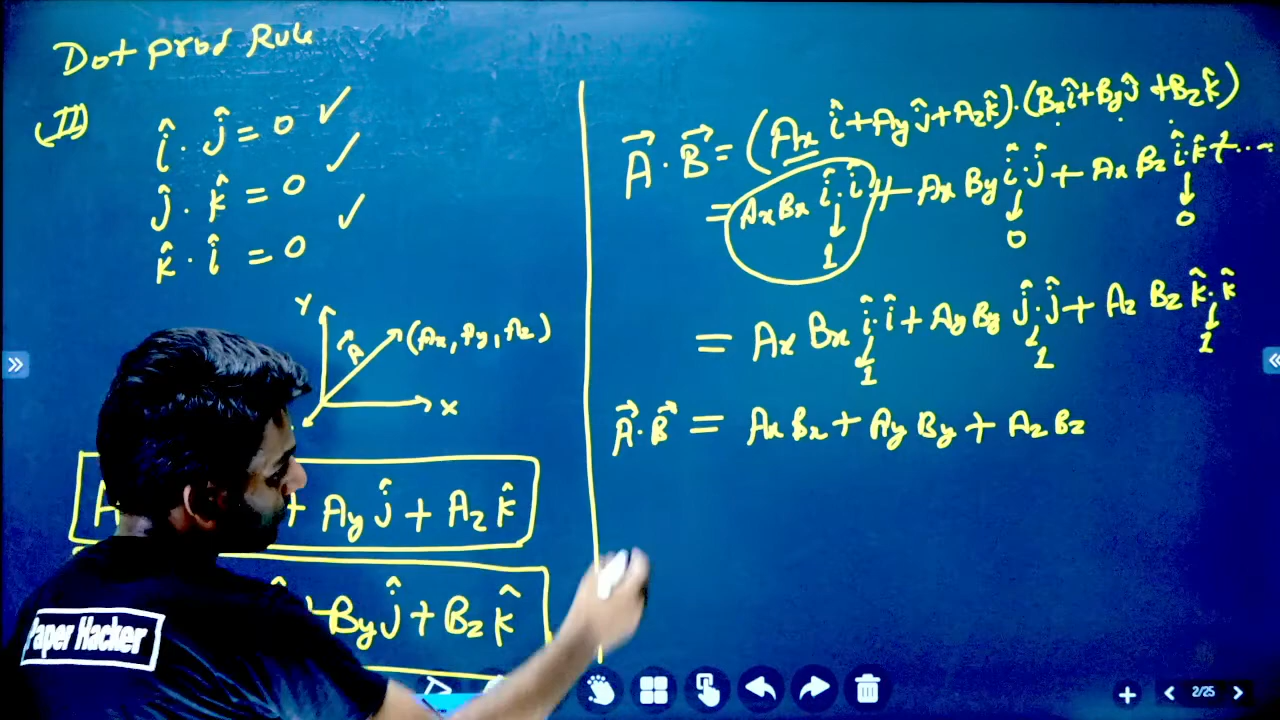 Dot prod Rule
(II)
î · ĵ = 0 ✓
ĵ · k̂ = 0 ✓
k̂ · î = 0 ✓
Y
A⃗
(Ax, Ay, Az)
X
A + Ay ĵ + Az k̂
+ By ĵ + Bz k̂
A⃗ · B⃗ = (Ax î + Ay ĵ + Az k̂) · (Bx î + By ĵ + Bz k̂)
= Ax Bx î · î + Ax By î · ĵ + Ax Bz î · k̂ + ....
1 0 0
= Ax Bx î · î + Ay By ĵ · ĵ + Az Bz k̂ · k̂
1 1 1
A⃗ · B⃗ = Ax Bx + Ay By + Az Bz
Paper Hacker
2/25